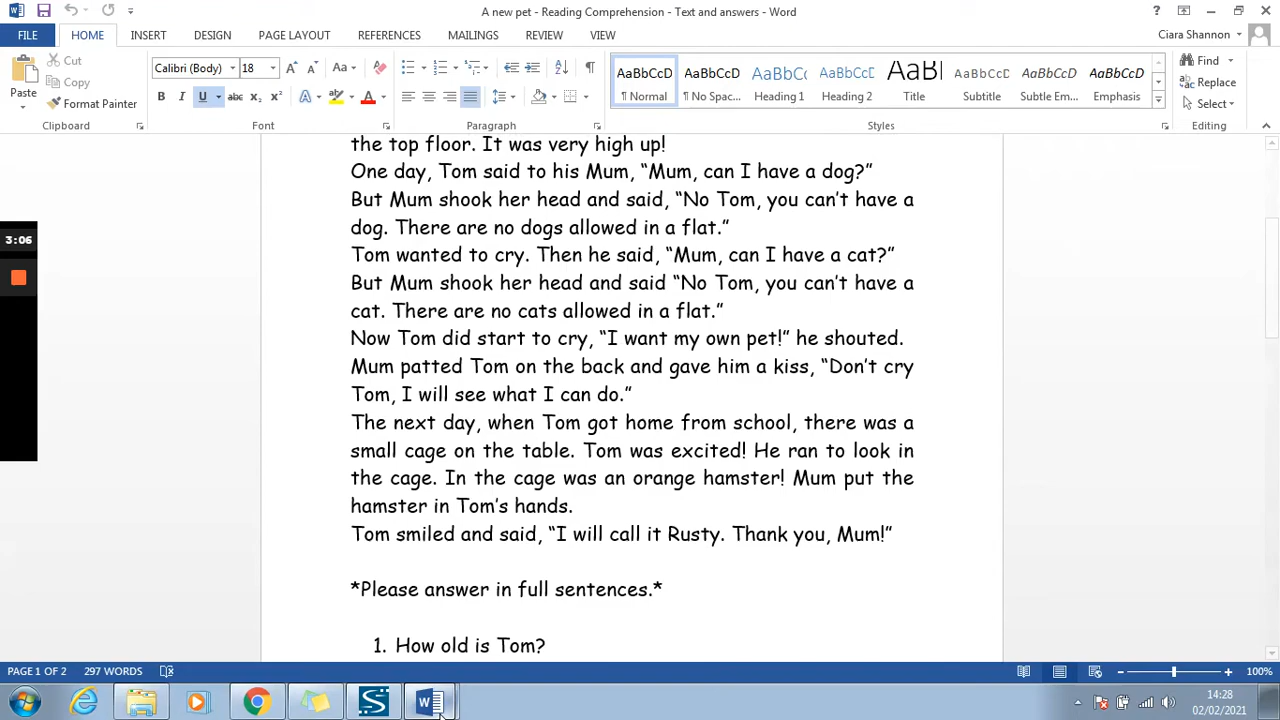 A new pet - Reading Comprehension - Text and answers - Word
FILE HOME INSERT DESIGN PAGE LAYOUT REFERENCES MAILINGS REVIEW VIEW
Ciara Shannon
Paste
Cut
Copy
Format Painter
Clipboard
Calibri (Body) 18
Font
Paragraph
AaBbCcD AaBbCcD AaBbC AaBbCcD AaB AaBbCcD AaBbCcD AaBbCcD
¶ Normal ¶ No Spac... Heading 1 Heading 2 Title Subtitle Subtle Em... Emphasis
Styles
Find
Replace
Select
Editing
3:06
the top floor. It was very high up!
One day, Tom said to his Mum, “Mum, can I have a dog?”
But Mum shook her head and said, “No Tom, you can’t have a
dog. There are no dogs allowed in a flat.”
Tom wanted to cry. Then he said, “Mum, can I have a cat?”
But Mum shook her head and said “No Tom, you can’t have a
cat. There are no cats allowed in a flat.”
Now Tom did start to cry, “I want my own pet!” he shouted.
Mum patted Tom on the back and gave him a kiss, “Don’t cry
Tom, I will see what I can do.”
The next day, when Tom got home from school, there was a
small cage on the table. Tom was excited! He ran to look in
the cage. In the cage was an orange hamster! Mum put the
hamster in Tom’s hands.
Tom smiled and said, “I will call it Rusty. Thank you, Mum!”
*Please answer in full sentences.*
1. How old is Tom?
PAGE 1 OF 2 297 WORDS
100%
14:28
02/02/2021